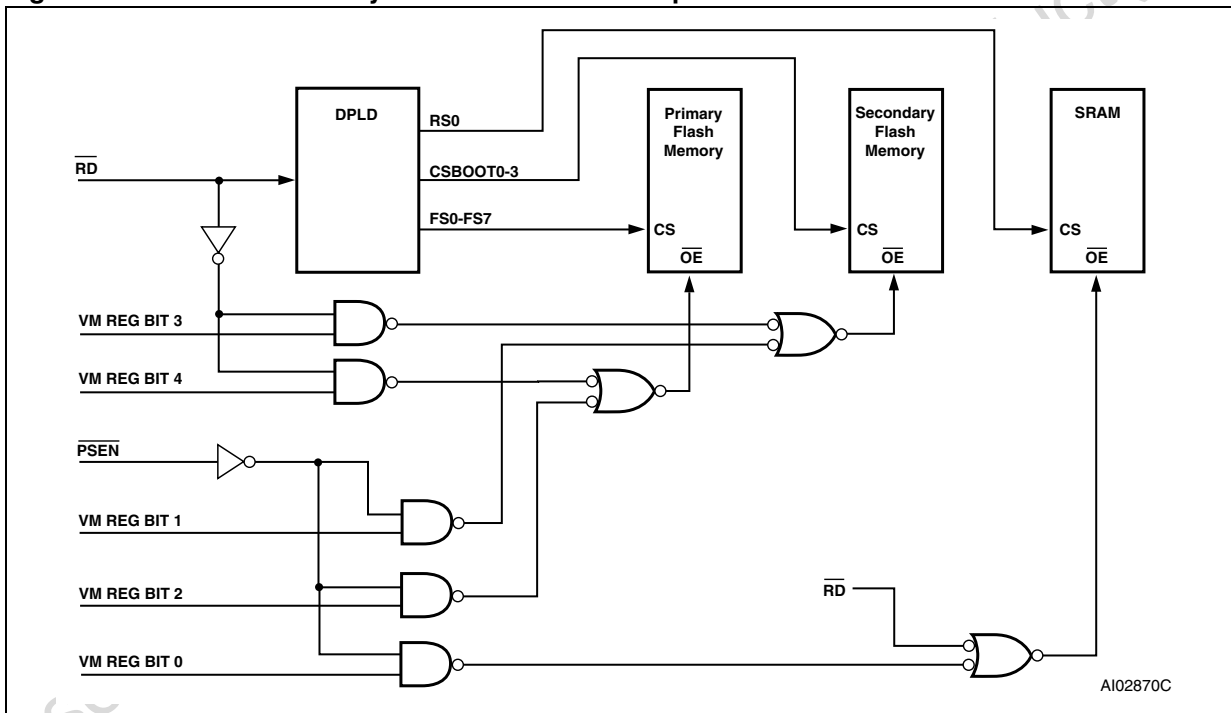 DPLD
RS0
CSBOOT0-3
FS0-FS7
Primary
Flash
Memory
CS
OE
Secondary
Flash
Memory
CS
OE
SRAM
CS
OE
RD
VM REG BIT 3
VM REG BIT 4
PSEN
VM REG BIT 1
VM REG BIT 2
VM REG BIT 0
RD
AI02870C